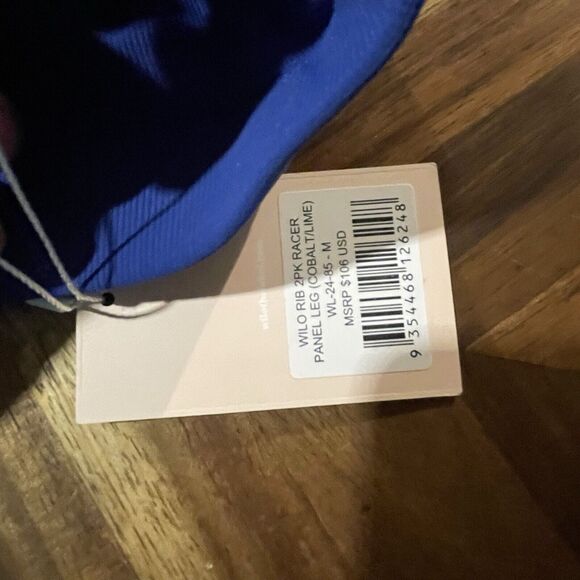 WILO RIB 2PK RACER
PANEL LEG (COBALT/LIME)
WL-24-85 - M
MSRP $106 USD
9 354468 126248